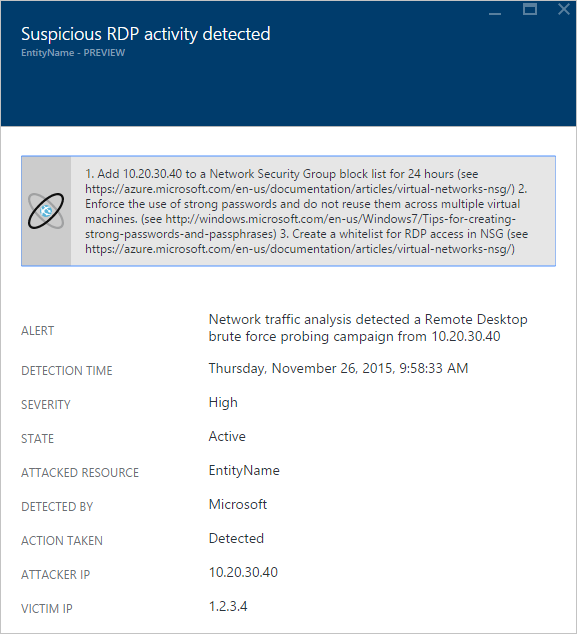 Suspicious RDP activity detected
EntityName - PREVIEW
1. Add 10.20.30.40 to a Network Security Group block list for 24 hours (see
https://azure.microsoft.com/en-us/documentation/articles/virtual-networks-nsg/) 2.
Enforce the use of strong passwords and do not reuse them across multiple virtual
machines. (see http://windows.microsoft.com/en-us/Windows7/Tips-for-creating-
strong-passwords-and-passphrases) 3. Create a whitelist for RDP access in NSG (see
https://azure.microsoft.com/en-us/documentation/articles/virtual-networks-nsg/)
ALERT
Network traffic analysis detected a Remote Desktop
brute force probing campaign from 10.20.30.40
DETECTION TIME
Thursday, November 26, 2015, 9:58:33 AM
SEVERITY
High
STATE
Active
ATTACKED RESOURCE
EntityName
DETECTED BY
Microsoft
ACTION TAKEN
Detected
ATTACKER IP
10.20.30.40
VICTIM IP
1.2.3.4